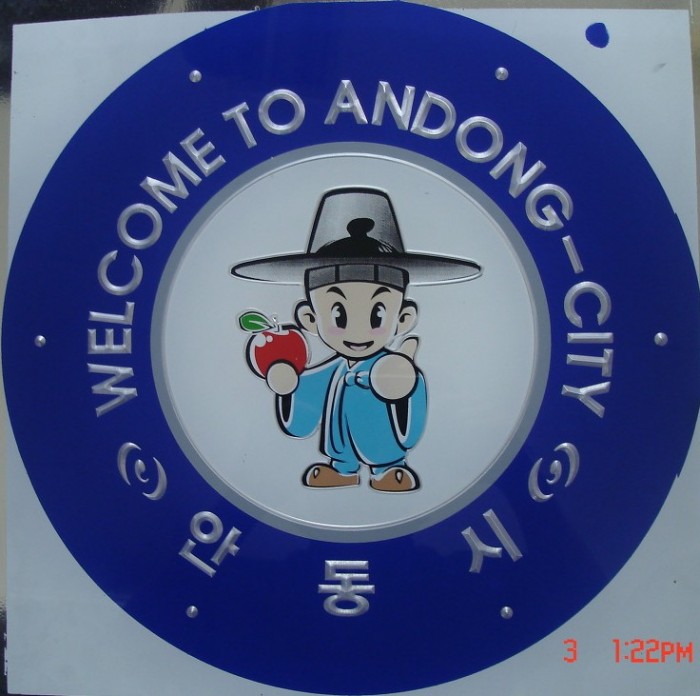 WELCOME TO ANDONG-CITY
안동시
3 1:22PM